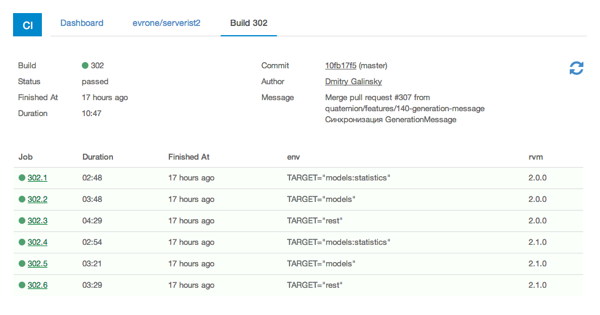 CI Dashboard evrone/serverist2 Build 302
Build 302 Commit 10fb17f5 (master)
Status passed Author Dmitry Galinsky
Finished At 17 hours ago Message Merge pull request #307 from
Duration 10:47 quaternion/features/140-generation-message
Синхронизация GenerationMessage
Job Duration Finished At env rvm
302.1 02:48 17 hours ago TARGET="models:statistics" 2.0.0
302.2 03:48 17 hours ago TARGET="models" 2.0.0
302.3 04:29 17 hours ago TARGET="rest" 2.0.0
302.4 02:54 17 hours ago TARGET="models:statistics" 2.1.0
302.5 03:21 17 hours ago TARGET="models" 2.1.0
302.6 03:29 17 hours ago TARGET="rest" 2.1.0